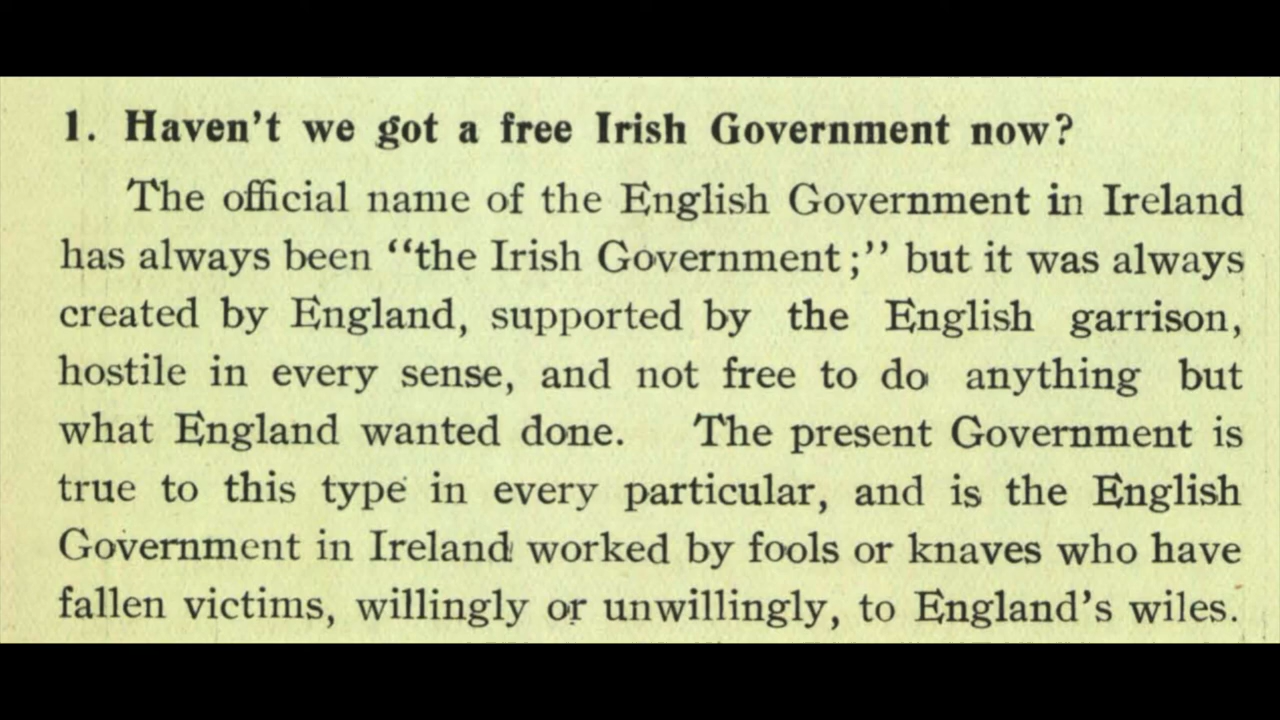 1. Haven't we got a free Irish Government now?
The official name of the English Government in Ireland
has always been “the Irish Government;” but it was always
created by England, supported by the English garrison,
hostile in every sense, and not free to do anything but
what England wanted done. The present Government is
true to this type in every particular, and is the English
Government in Ireland worked by fools or knaves who have
fallen victims, willingly or unwillingly, to England's wiles.